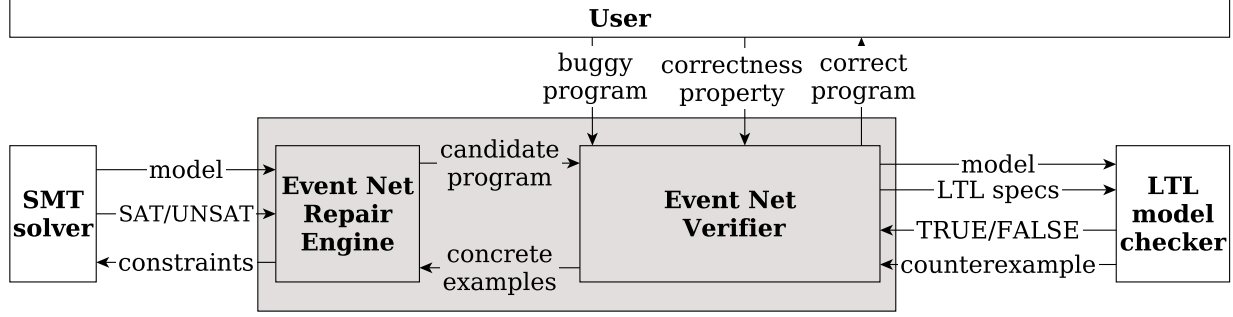 User
buggy
program
correctness
property
correct
program
SMT
solver
model
SAT/UNSAT
constraints
Event Net
Repair
Engine
candidate
program
concrete
examples
Event Net
Verifier
model
LTL specs
TRUE/FALSE
counterexample
LTL
model
checker